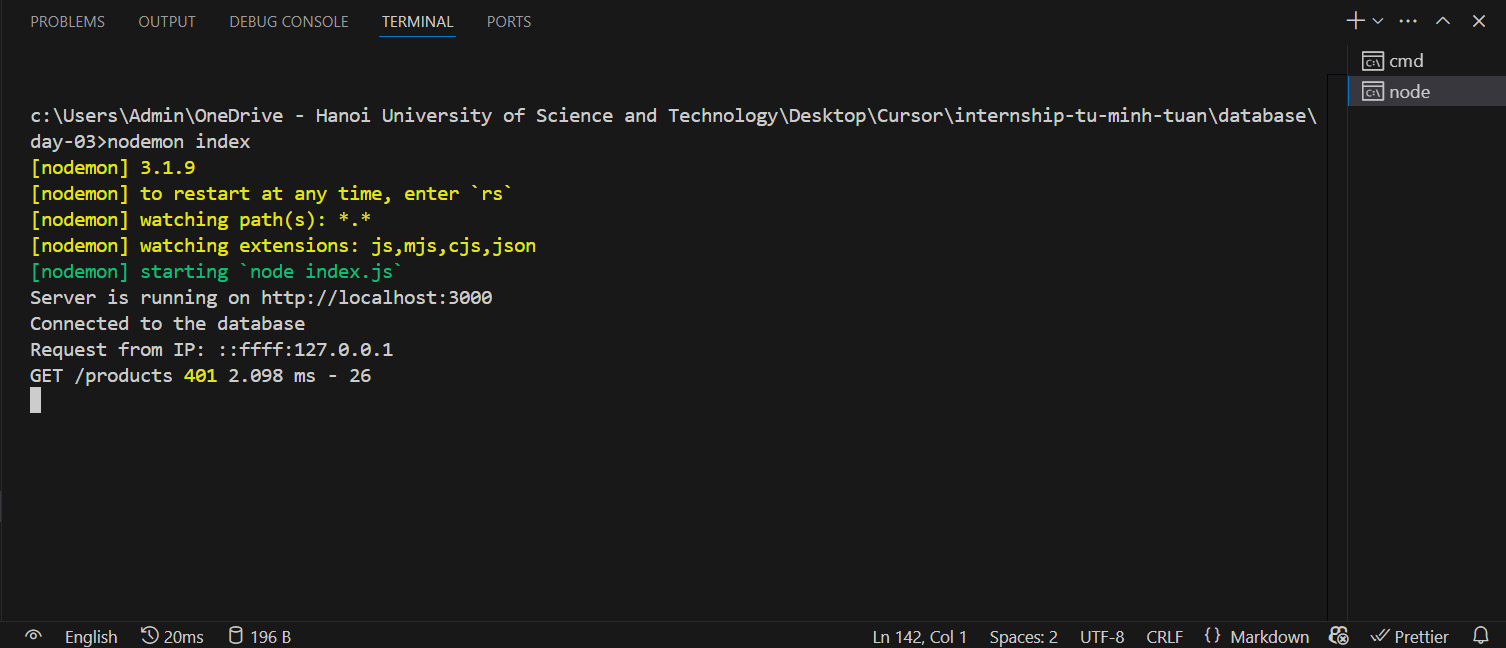 PROBLEMS OUTPUT DEBUG CONSOLE TERMINAL PORTS
cmd
node
c:\Users\Admin\OneDrive - Hanoi University of Science and Technology\Desktop\Cursor\internship-tu-minh-tuan\database\
day-03>nodemon index
[nodemon] 3.1.9
[nodemon] to restart at any time, enter `rs`
[nodemon] watching path(s): *.*
[nodemon] watching extensions: js,mjs,cjs,json
[nodemon] starting `node index.js`
Server is running on http://localhost:3000
Connected to the database
Request from IP: ::ffff:127.0.0.1
GET /products 401 2.098 ms - 26
English 20ms 196 B Ln 142, Col 1 Spaces: 2 UTF-8 CRLF {} Markdown Prettier